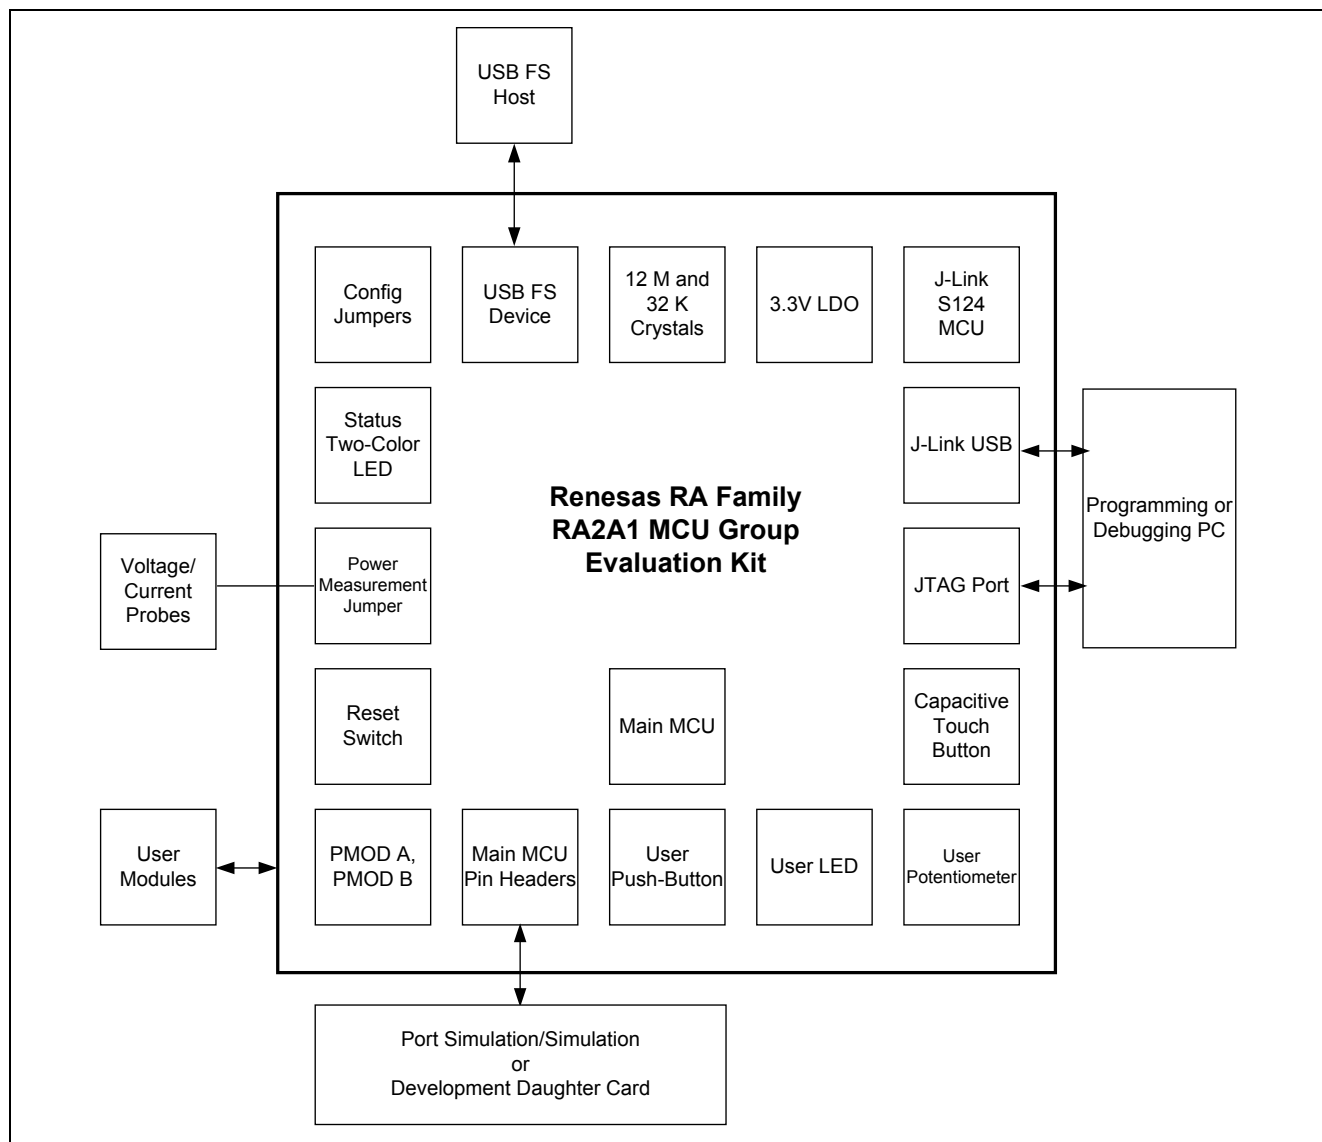 USB FS
Host
Config
Jumpers
USB FS
Device
12 M and
32 K
Crystals
3.3V LDO
J-Link
S124
MCU
Status
Two-Color
LED
J-Link USB
Renesas RA Family
RA2A1 MCU Group
Evaluation Kit
Programming or
Debugging PC
Voltage/
Current
Probes
Power
Measurement
Jumper
JTAG Port
Reset
Switch
Main MCU
Capacitive
Touch
Button
User
Modules
PMOD A,
PMOD B
Main MCU
Pin Headers
User
Push-Button
User LED
User
Potentiometer
Port Simulation/Simulation
or
Development Daughter Card